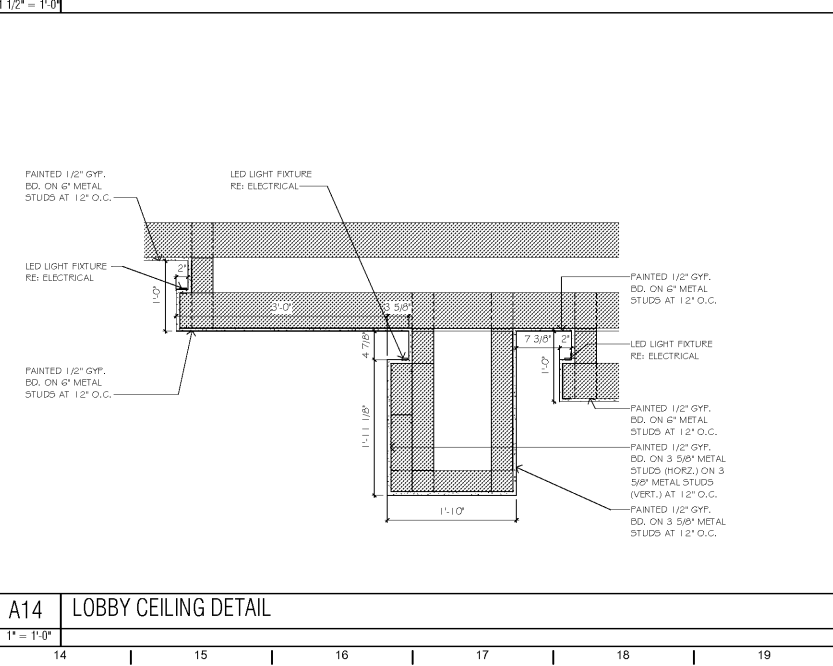 1 1/2" = 1'-0"
PAINTED 1/2" GYP.
BD. ON 6" METAL
STUDS AT 12" O.C.
LED LIGHT FIXTURE
RE: ELECTRICAL
LED LIGHT FIXTURE
RE: ELECTRICAL
2"
1'-0"
3'-0"
3 5/8"
PAINTED 1/2" GYP.
BD. ON 6" METAL
STUDS AT 12" O.C.
4 7/8"
7 3/8"
2"
1'-0"
LED LIGHT FIXTURE
RE: ELECTRICAL
PAINTED 1/2" GYP.
BD. ON 6" METAL
STUDS AT 12" O.C.
1'-11 1/8"
PAINTED 1/2" GYP.
BD. ON 6" METAL
STUDS AT 12" O.C.
PAINTED 1/2" GYP.
BD. ON 3 5/8" METAL
STUDS (HORZ.) ON 3
5/8" METAL STUDS
(VERT.) AT 12" O.C.
1'-10"
PAINTED 1/2" GYP.
BD. ON 3 5/8" METAL
STUDS AT 12" O.C.
A14 LOBBY CEILING DETAIL
1" = 1'-0"
14 15 16 17 18 19